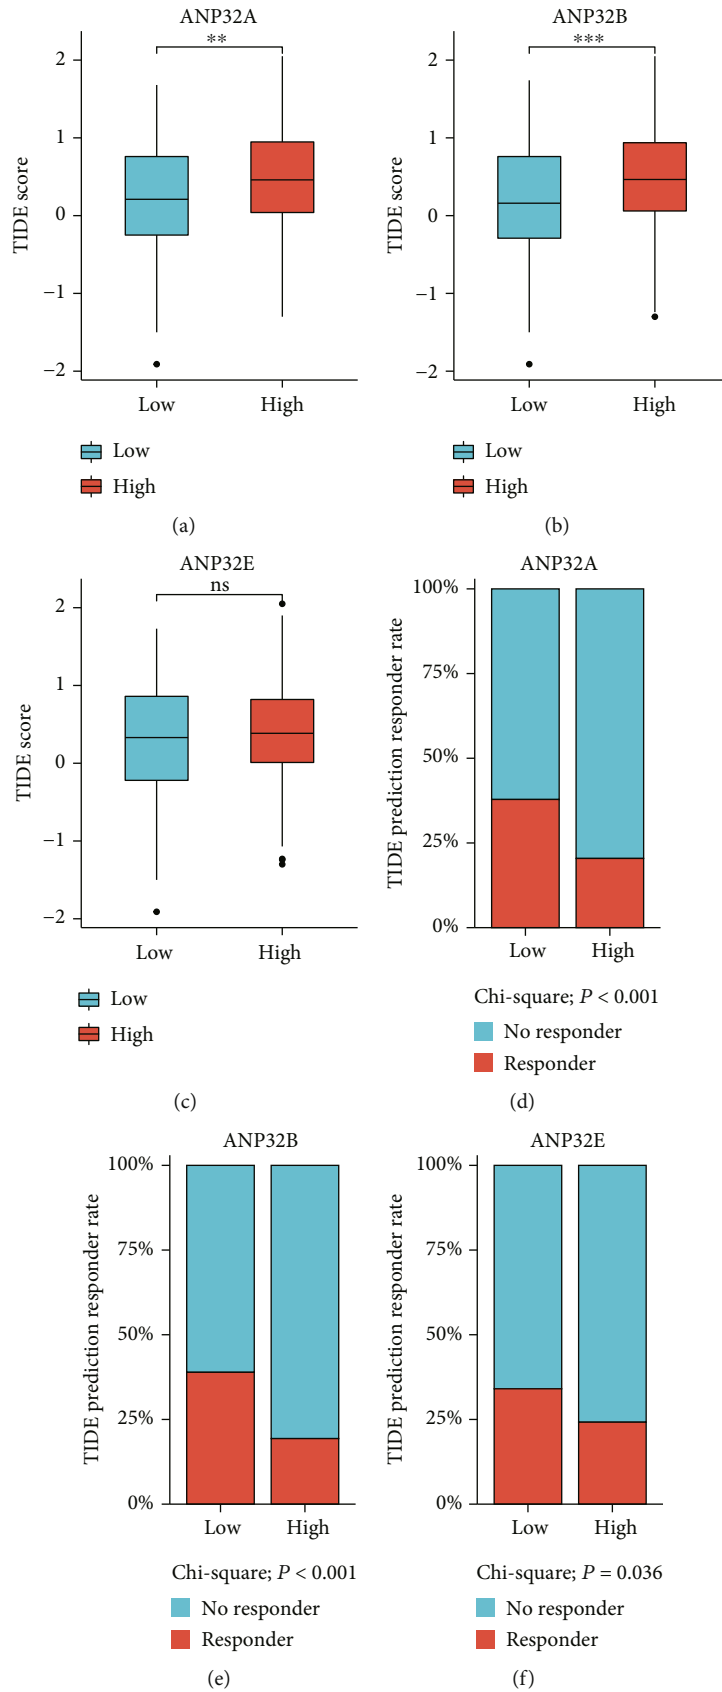 ANP32A
**
TIDE score
2
1
0
−1
−2
Low
High
Low
High
(a)
ANP32B
***
TIDE score
2
1
0
−1
−2
Low
High
Low
High
(b)
ANP32E
ns
TIDE score
2
1
0
−1
−2
Low
High
Low
High
(c)
ANP32A
TIDE prediction responder rate
100%
75%
50%
25%
0%
Low
High
Chi-square; P < 0.001
No responder
Responder
(d)
ANP32B
TIDE prediction responder rate
100%
75%
50%
25%
0%
Low
High
Chi-square; P < 0.001
No responder
Responder
(e)
ANP32E
TIDE prediction responder rate
100%
75%
50%
25%
0%
Low
High
Chi-square; P = 0.036
No responder
Responder
(f)